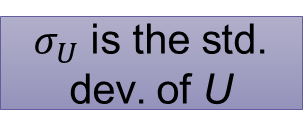 σ_U is the std.
dev. of U